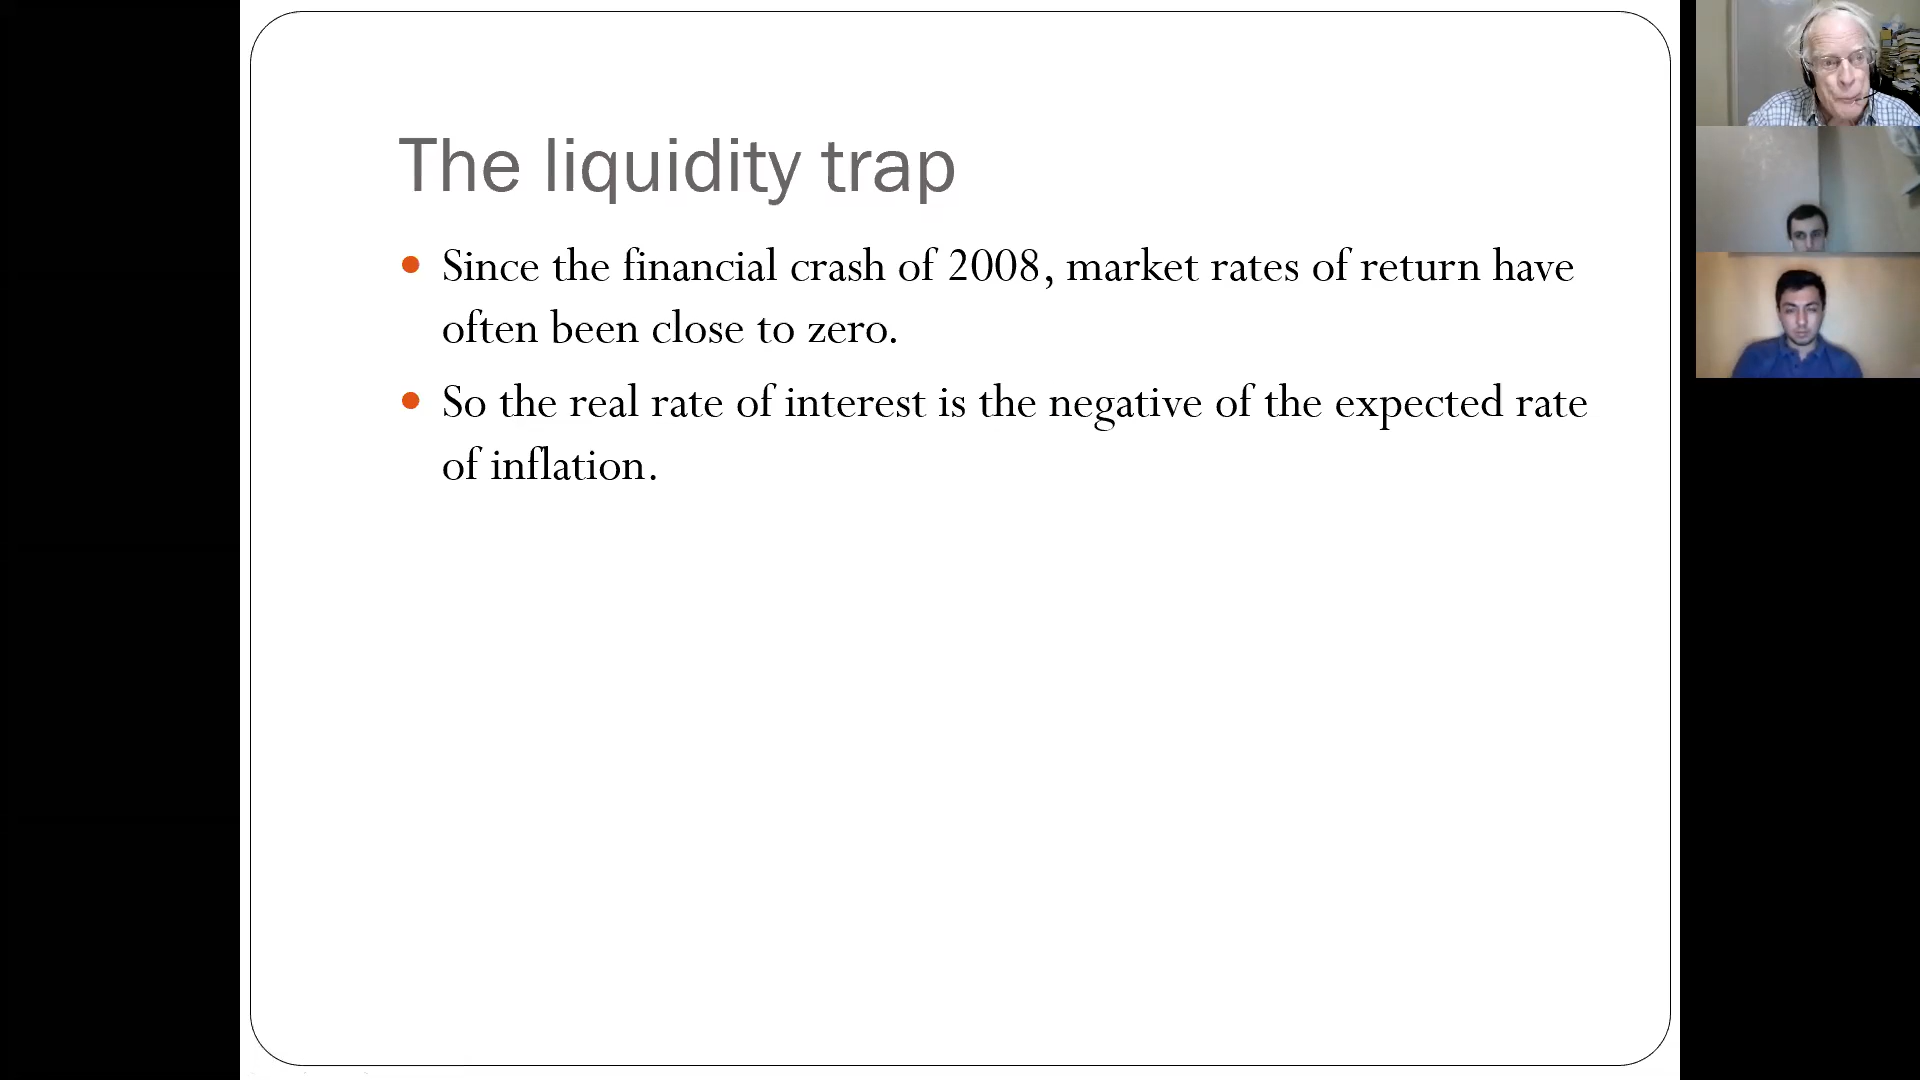 The liquidity trap
Since the financial crash of 2008, market rates of return have
often been close to zero.
So the real rate of interest is the negative of the expected rate
of inflation.